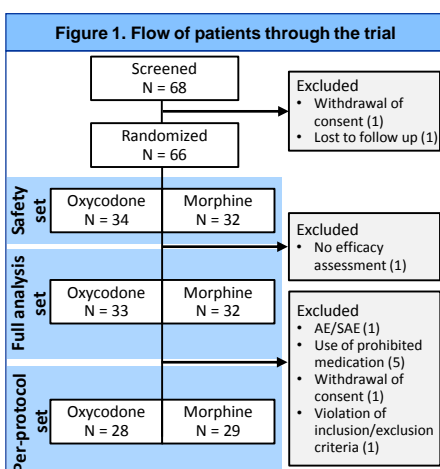 Figure 1. Flow of patients through the trial
Screened
N = 68
Excluded
• Withdrawal of
consent (1)
• Lost to follow up (1)
Randomized
N = 66
Safety
set
Oxycodone
N = 34
Morphine
N = 32
Excluded
• No efficacy
assessment (1)
Full analysis
set
Oxycodone
N = 33
Morphine
N = 32
Excluded
• AE/SAE (1)
• Use of prohibited
medication (5)
• Withdrawal of
consent (1)
• Violation of
inclusion/exclusion
criteria (1)
Per-protocol
set
Oxycodone
N = 28
Morphine
N = 29